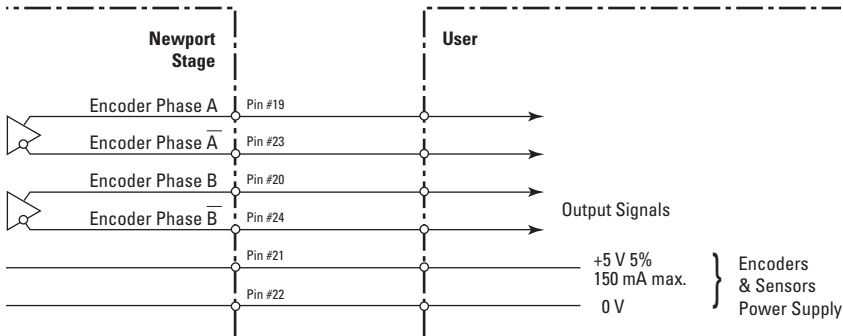 Newport
Stage
User
Encoder Phase A
Pin #19
Encoder Phase A̅
Pin #23
Encoder Phase B
Pin #20
Encoder Phase B̅
Pin #24
Output Signals
Pin #21
+5 V 5%
150 mA max.
Pin #22
0 V
Encoders
& Sensors
Power Supply